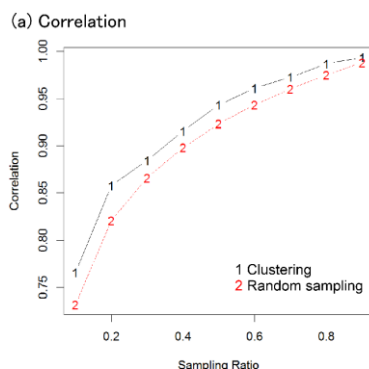 (a) Correlation
1.00
0.95
0.90
0.85
0.80
0.75
Correlation
1 1 1 1 1 1 1 1 1
2 2 2 2 2 2 2 2 2
1 Clustering
2 Random sampling
0.2 0.4 0.6 0.8
Sampling Ratio